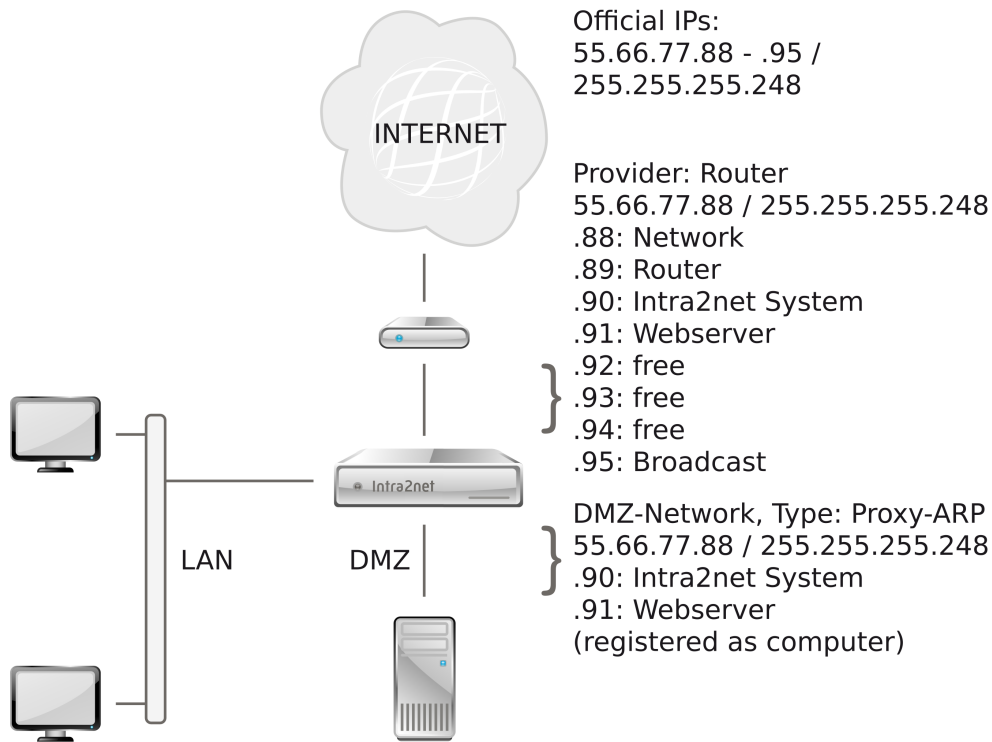 Official IPs:
55.66.77.88 - .95 /
255.255.255.248
INTERNET
Provider: Router
55.66.77.88 / 255.255.255.248
.88: Network
.89: Router
.90: Intra2net System
.91: Webserver
.92: free
.93: free
.94: free
.95: Broadcast
Intra2net
DMZ-Network, Type: Proxy-ARP
55.66.77.88 / 255.255.255.248
.90: Intra2net System
.91: Webserver
(registered as computer)
LAN
DMZ